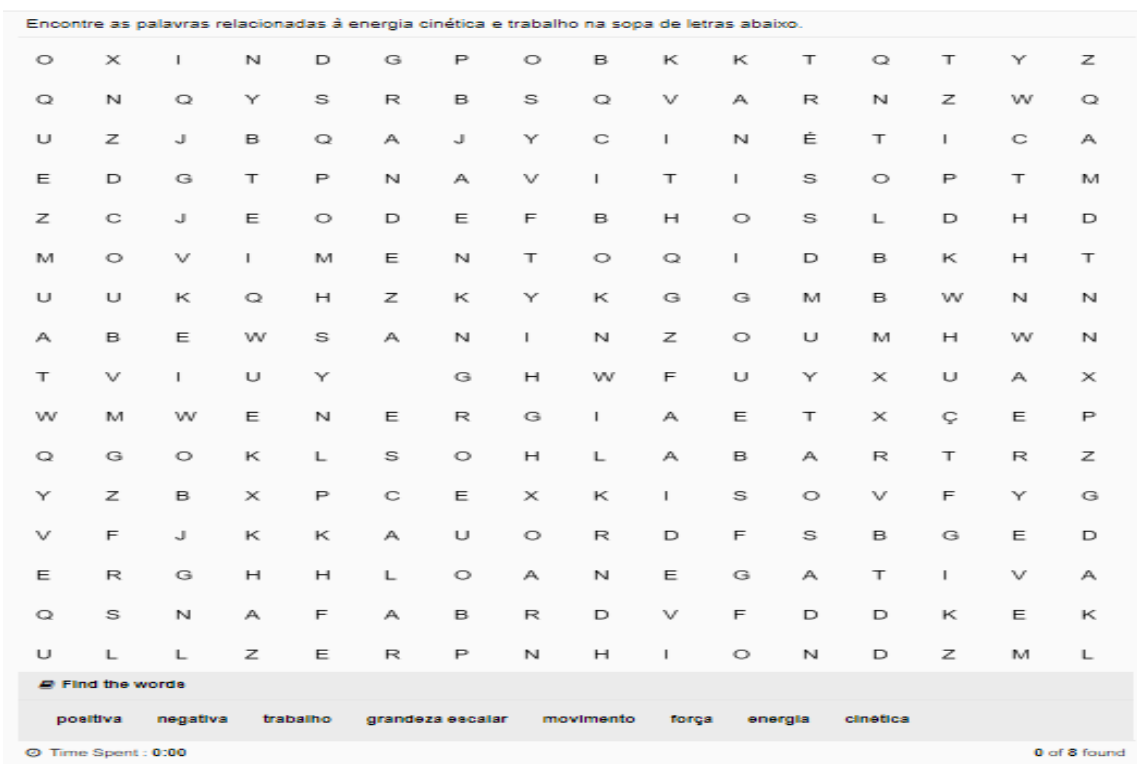 Encontre as palavras relacionadas à energia cinética e trabalho na sopa de letras abaixo.
O X I N D G P O B K K T Q T Y Z
Q N Q Y S R B S Q V A R N Z W Q
U Z J B Q A J Y C I N É T I C A
E D G T P N A V I T I S O P T M
Z C J E O D E F B H O S L D H D
M O V I M E N T O Q I D B K H T
U U K Q H Z K Y K G G M B W N N
A B E W S A N I N Z O U M H W N
T V I U Y G H W F U Y X U A X
W M W E N E R G I A E T X Ç E P
Q G O K L S O H L A B A R T R Z
Y Z B X P C E X K I S O V F Y G
V F J K K A U O R D F S B G E D
E R G H H L O A N E G A T I V A
Q S N A F A B R D V F D D K E K
U L L Z E R P N H I O N D Z M L
Find the words
positiva negativa trabalho grandeza escalar movimento força energia cinética
Time Spent : 0:00 0 of 8 found